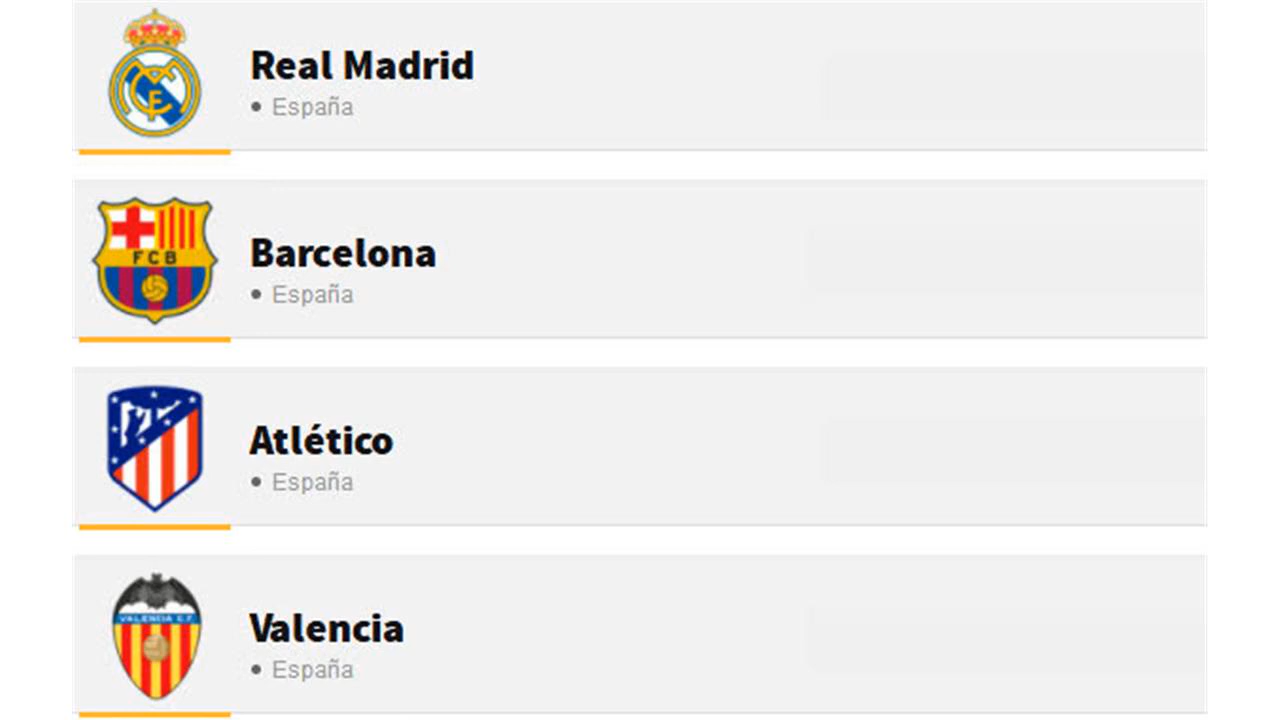 Real Madrid
• España
FCB
Barcelona
• España
Atlético
• España
VALENCIA C.F.
Valencia
• España